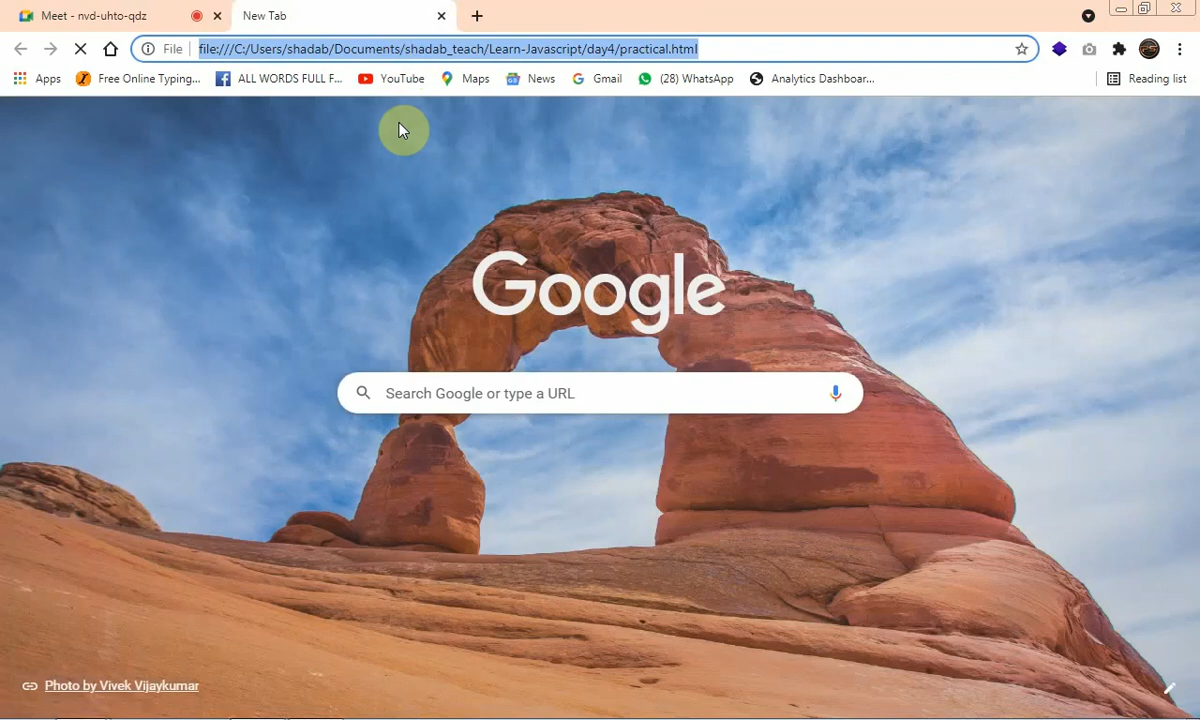 Meet - nvd-uhto-qdz
New Tab
File
file:///C:/Users/shadab/Documents/shadab_teach/Learn-Javascript/day4/practical.html
Apps
Free Online Typing...
ALL WORDS FULL F...
YouTube
Maps
News
Gmail
(28) WhatsApp
Analytics Dashboar...
Reading list
Google
Search Google or type a URL
Photo by Vivek Vijaykumar